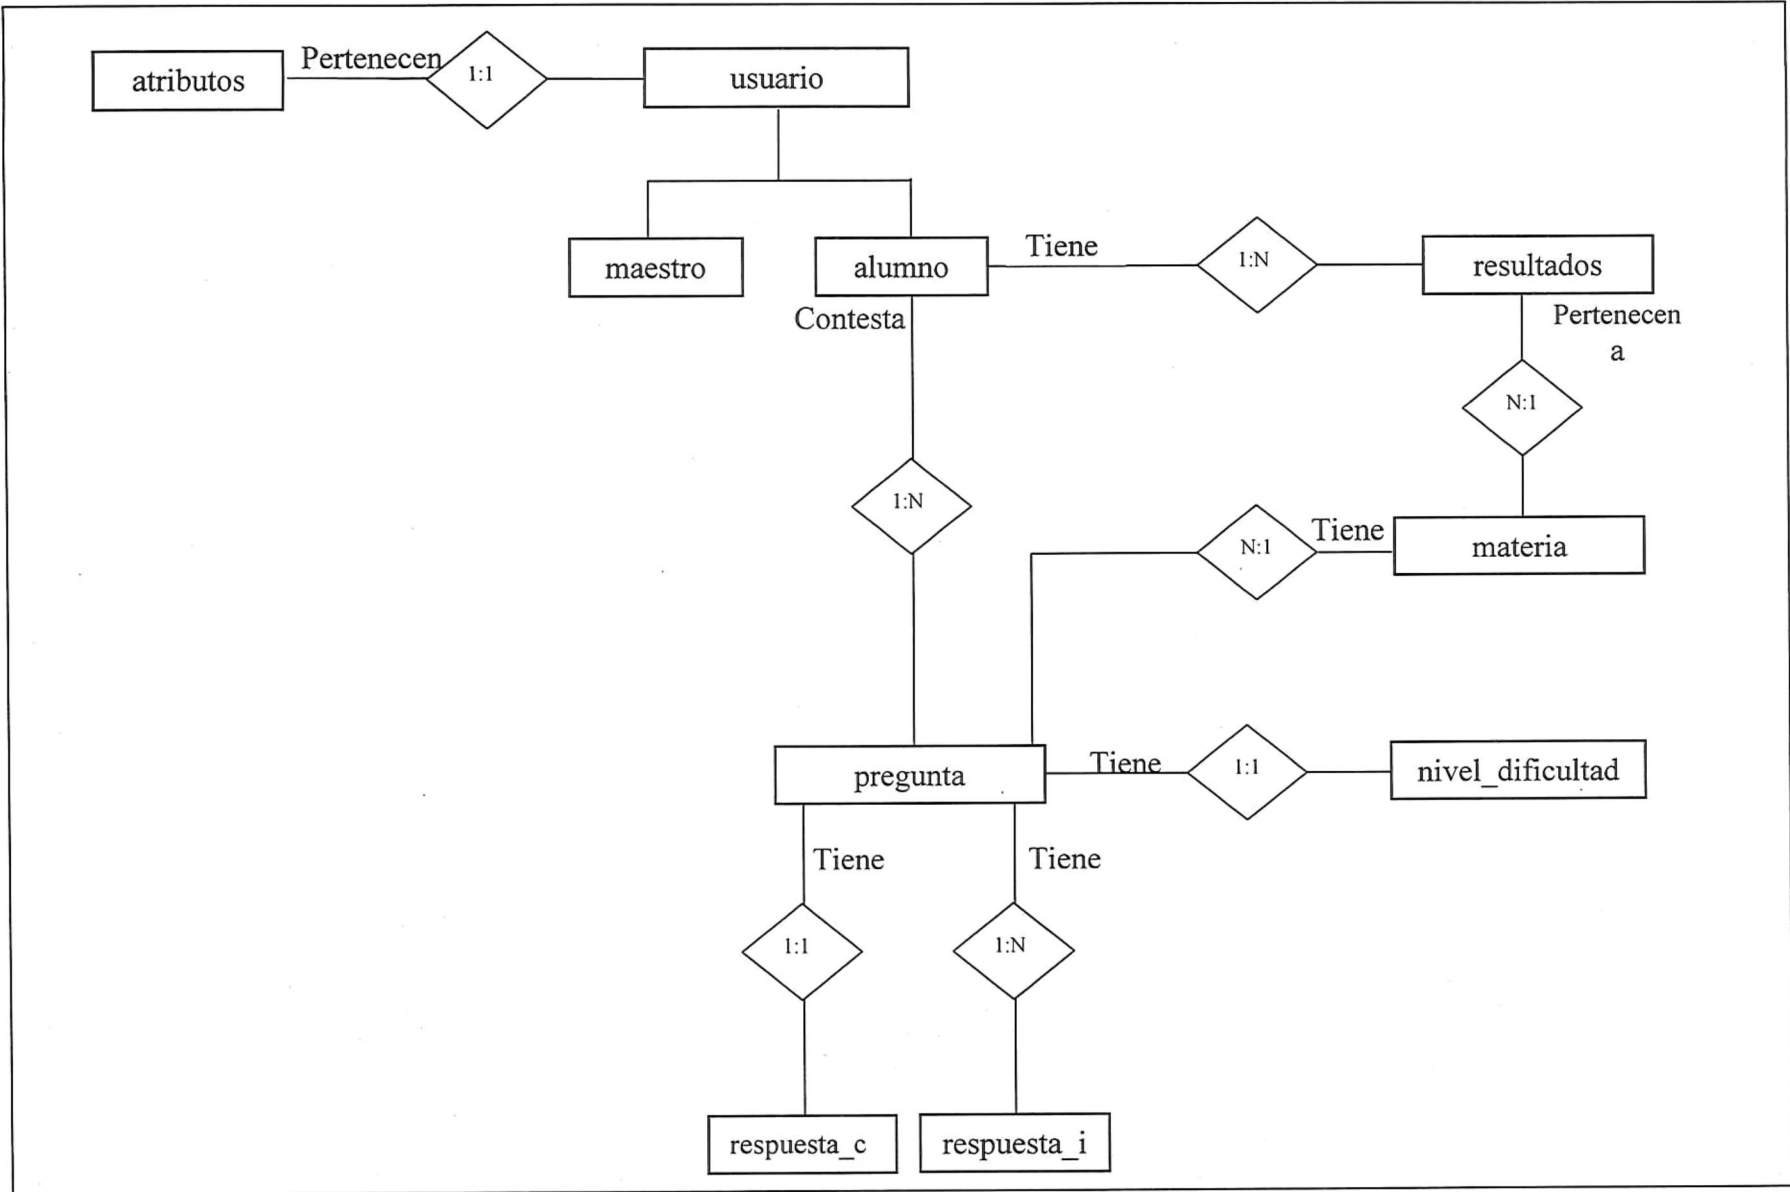 atributos
Pertenecen
1:1
usuario
maestro
alumno
Tiene
1:N
resultados
Contesta
Pertenecen
a
N:1
1:N
N:1
Tiene
materia
pregunta
Tiene
1:1
nivel_dificultad
Tiene
Tiene
1:1
1:N
respuesta_c
respuesta_i